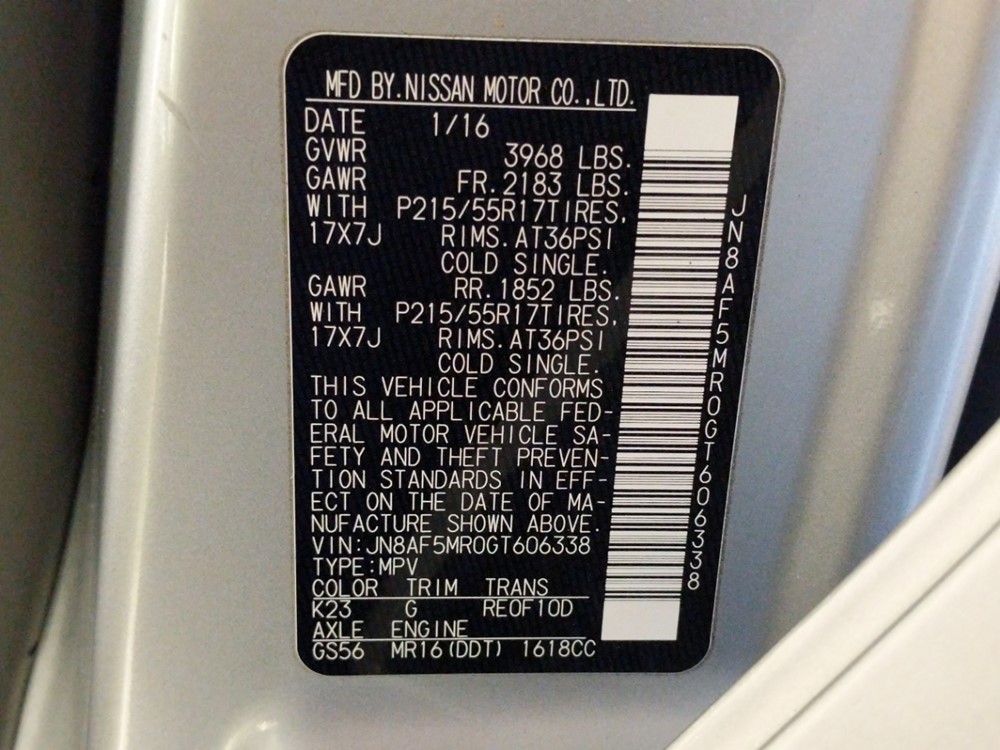 MFD BY.NISSAN MOTOR CO.,LTD.
DATE 1/16
GVWR 3968 LBS.
GAWR FR.2183 LBS.
WITH P215/55R17TIRES,
17X7J RIMS.AT36PSI
COLD SINGLE.
GAWR RR.1852 LBS.
WITH P215/55R17TIRES,
17X7J RIMS.AT36PSI
COLD SINGLE.
THIS VEHICLE CONFORMS
TO ALL APPLICABLE FED-
ERAL MOTOR VEHICLE SA-
FETY AND THEFT PREVEN-
TION STANDARDS IN EFF-
ECT ON THE DATE OF MA-
NUFACTURE SHOWN ABOVE.
VIN:JN8AF5MR0GT606338
TYPE:MPV
COLOR TRIM TRANS
K23 G RE0F10D
AXLE ENGINE
GS56 MR16(DDT) 1618CC
JN8AF5MR0GT606338